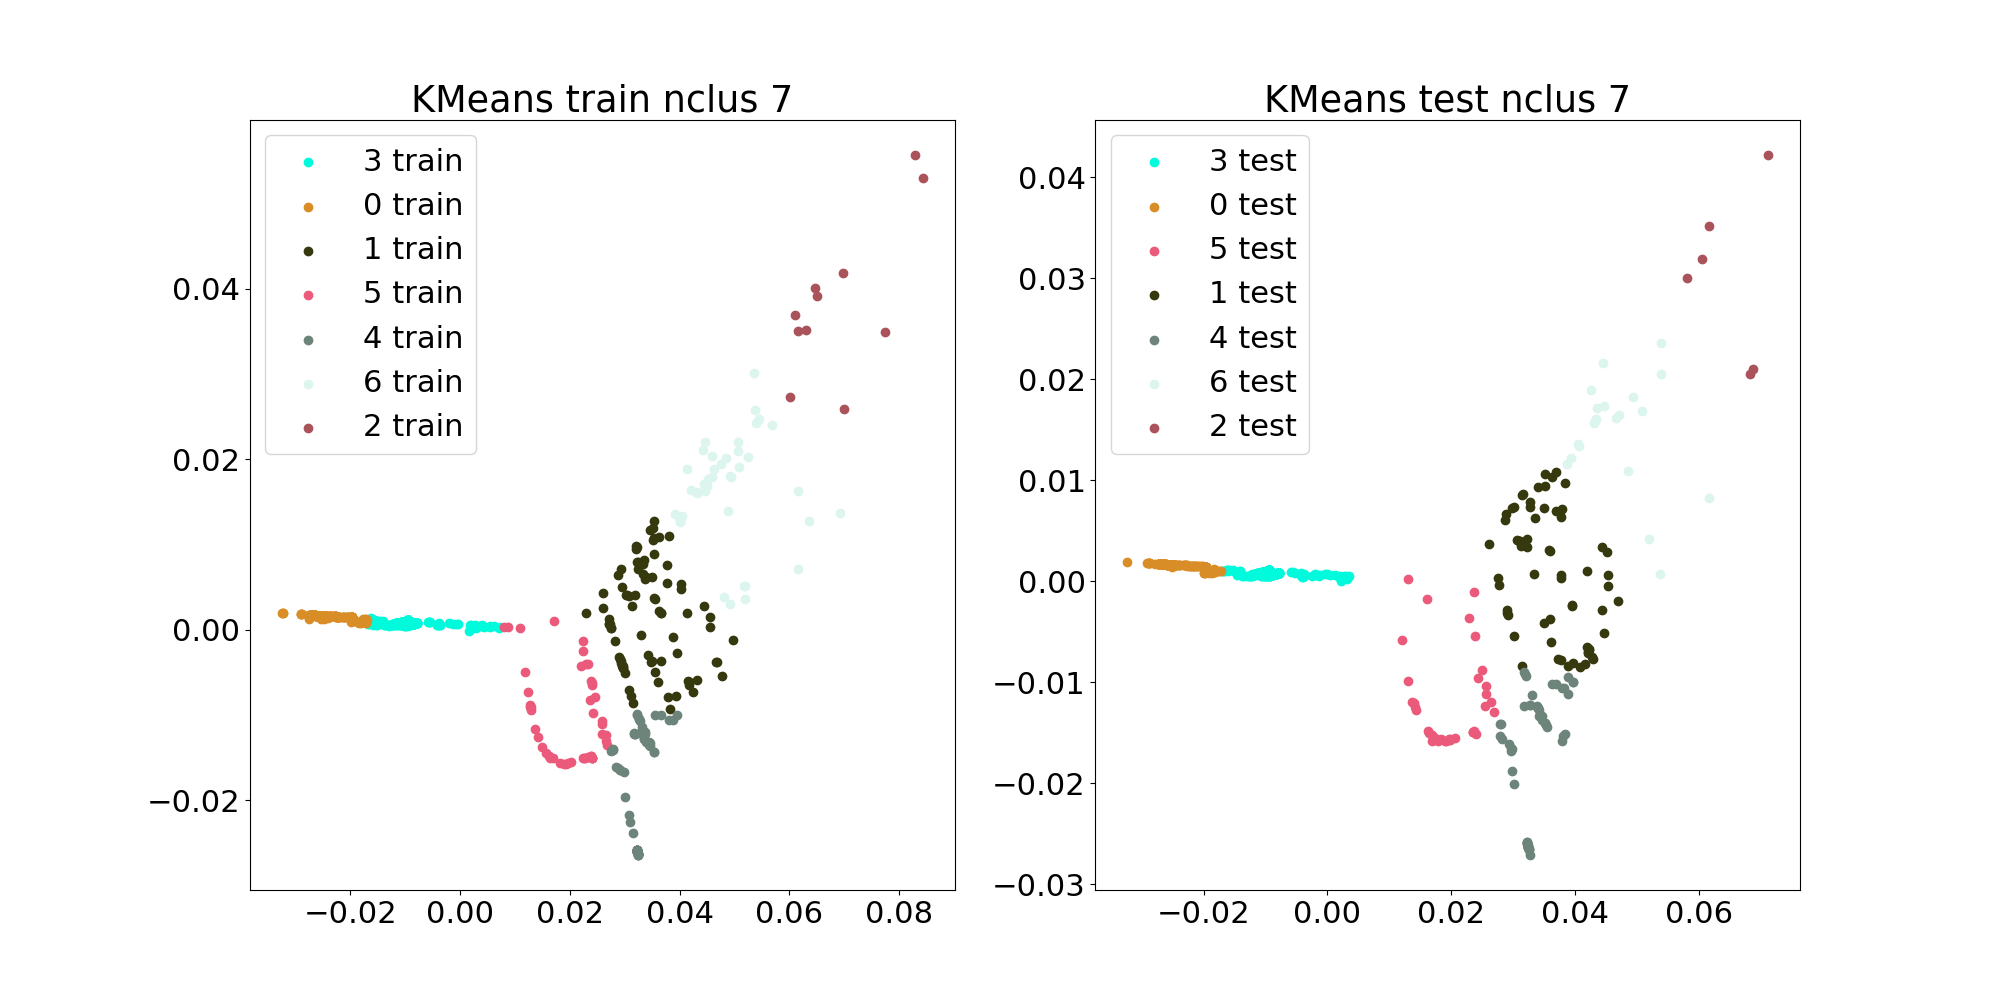 KMeans train nclus 7
3 train
0 train
1 train
5 train
4 train
6 train
2 train
0.04
0.02
0.00
−0.02
−0.02 0.00 0.02 0.04 0.06 0.08
KMeans test nclus 7
3 test
0 test
5 test
1 test
4 test
6 test
2 test
0.04
0.03
0.02
0.01
0.00
−0.01
−0.02
−0.03
−0.02 0.00 0.02 0.04 0.06